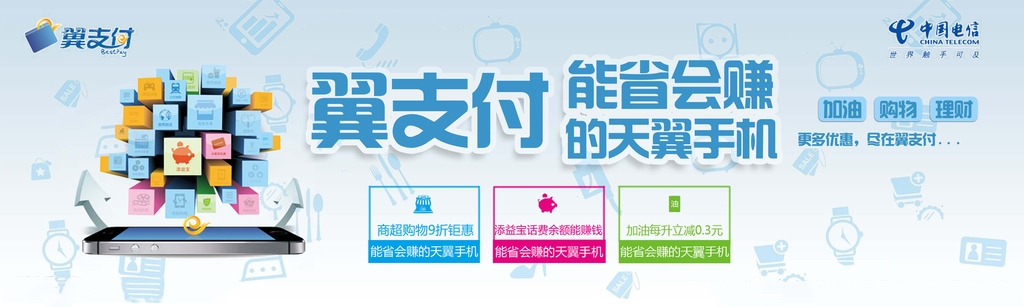 翼支付
BestPay
中国电信
CHINA TELECOM
世界触手可及
翼支付
能省会赚
的天翼手机
加油 购物 理财
更多优惠，尽在翼支付...
添益宝
商超购物9折钜惠
能省会赚的天翼手机
添益宝话费余额能赚钱
能省会赚的天翼手机
油
加油每升立减0.3元
能省会赚的天翼手机
SALE